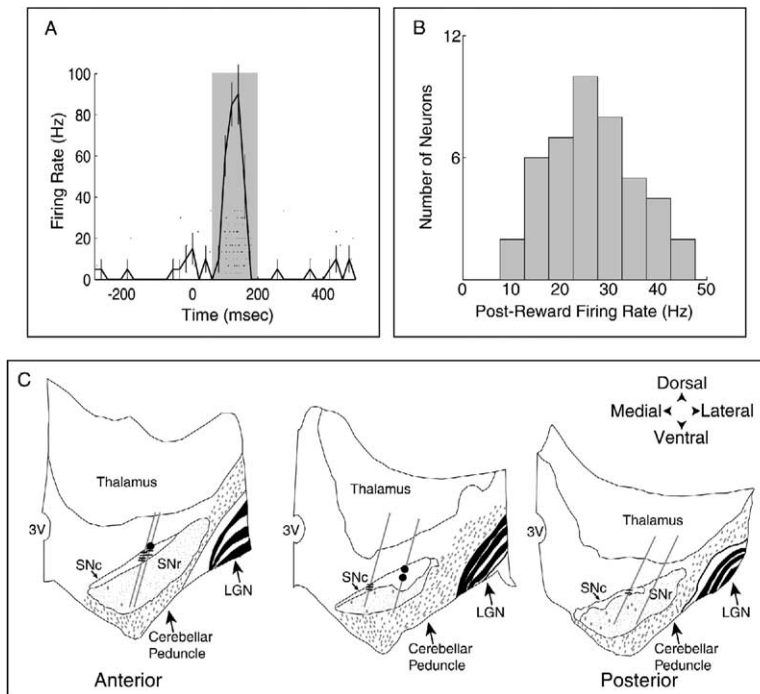 A
Firing Rate (Hz)
100
80
60
40
20
0
-200
0
200
400
Time (msec)
B
Number of Neurons
12
6
0
10
20
30
40
50
Post-Reward Firing Rate (Hz)
C
Dorsal
Medial
Lateral
Ventral
Thalamus
3V
SNc
SNr
LGN
Cerebellar
Peduncle
Anterior
Thalamus
3V
SNc
LGN
Cerebellar
Peduncle
Thalamus
3V
SNc
SNr
LGN
Cerebellar
Peduncle
Posterior